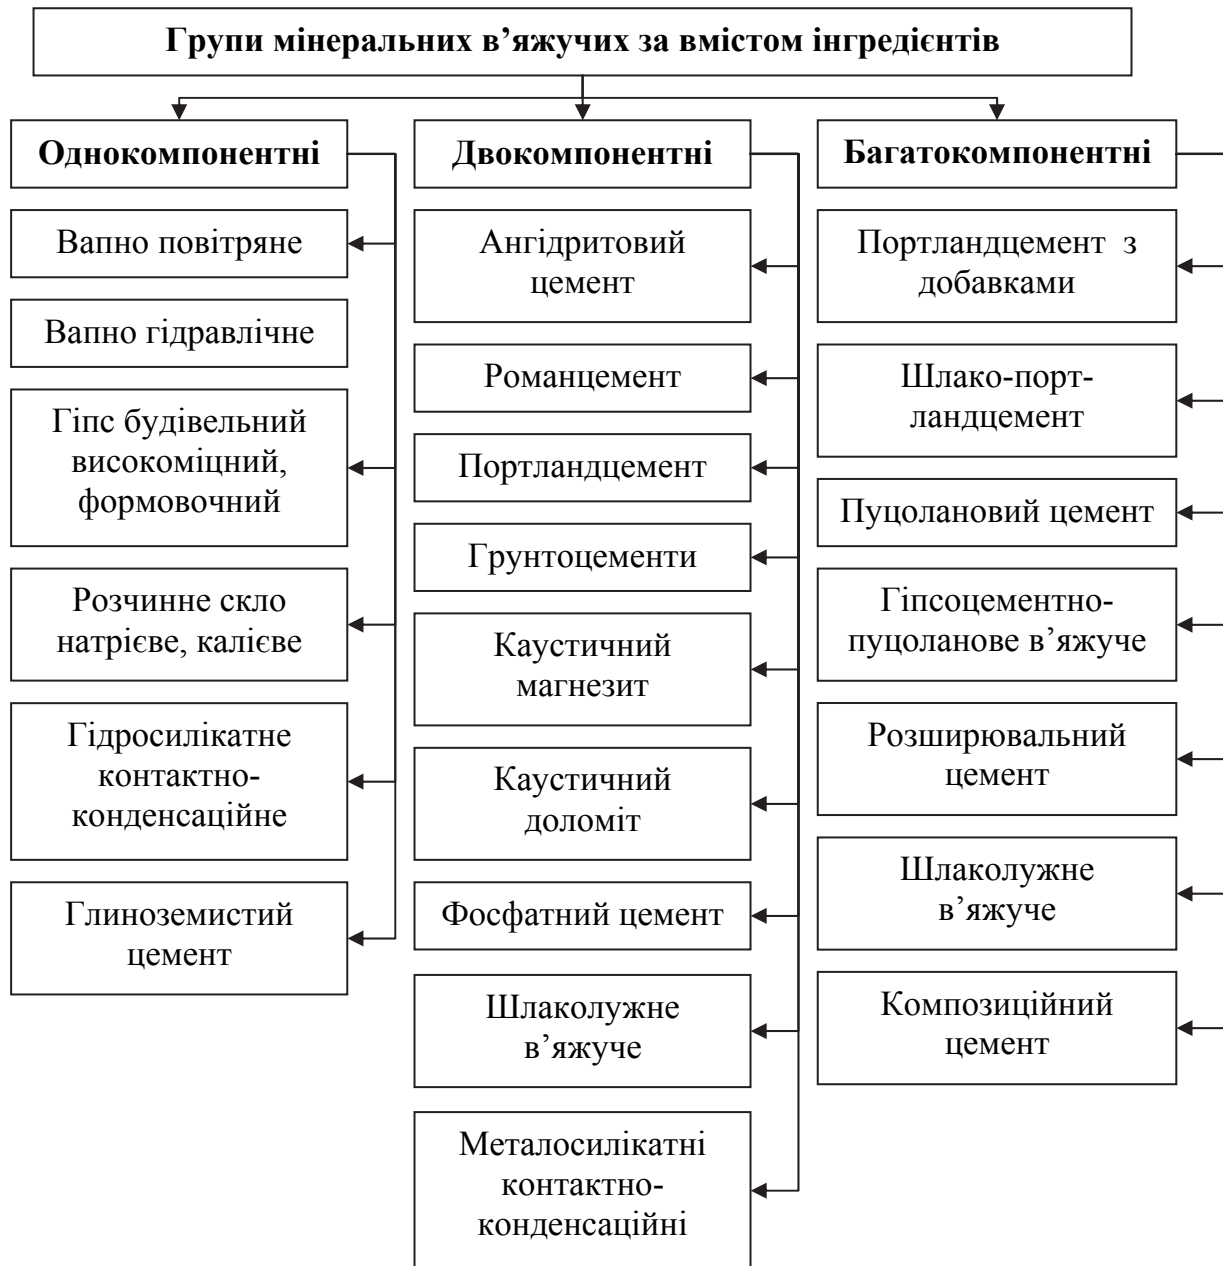 Групи мінеральних в’яжучих за вмістом інгредієнтів
Однокомпонентні
Вапно повітряне
Вапно гідравлічне
Гіпс будівельний
високоміцний,
формовочний
Розчинне скло
натрієве, калієве
Гідросилікатне
контактно-
конденсаційне
Глиноземистий
цемент
Двокомпонентні
Ангідритовий
цемент
Романцемент
Портландцемент
Грунтоцементи
Каустичний
магнезит
Каустичний
доломіт
Фосфатний цемент
Шлаколужне
в’яжуче
Металосилікатні
контактно-
конденсаційні
Багатокомпонентні
Портландцемент з
добавками
Шлако-порт-
ландцемент
Пуцолановий цемент
Гіпсоцементно-
пуцоланове в’яжуче
Розширювальний
цемент
Шлаколужне
в’яжуче
Композиційний
цемент